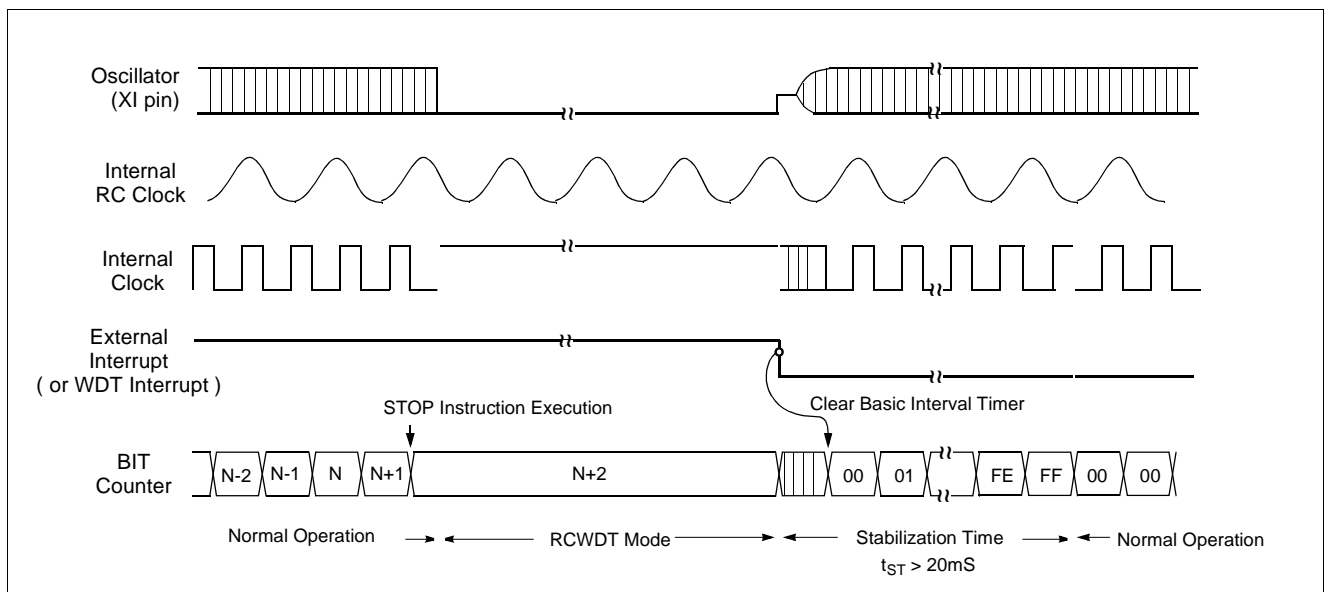 Oscillator
(XI pin)
Internal
RC Clock
Internal
Clock
External
Interrupt
( or WDT Interrupt )
STOP Instruction Execution
Clear Basic Interval Timer
BIT
Counter
N-2 N-1 N N+1 N+2 00 01 FE FF 00 00
Normal Operation RCWDT Mode Stabilization Time Normal Operation
tST > 20mS